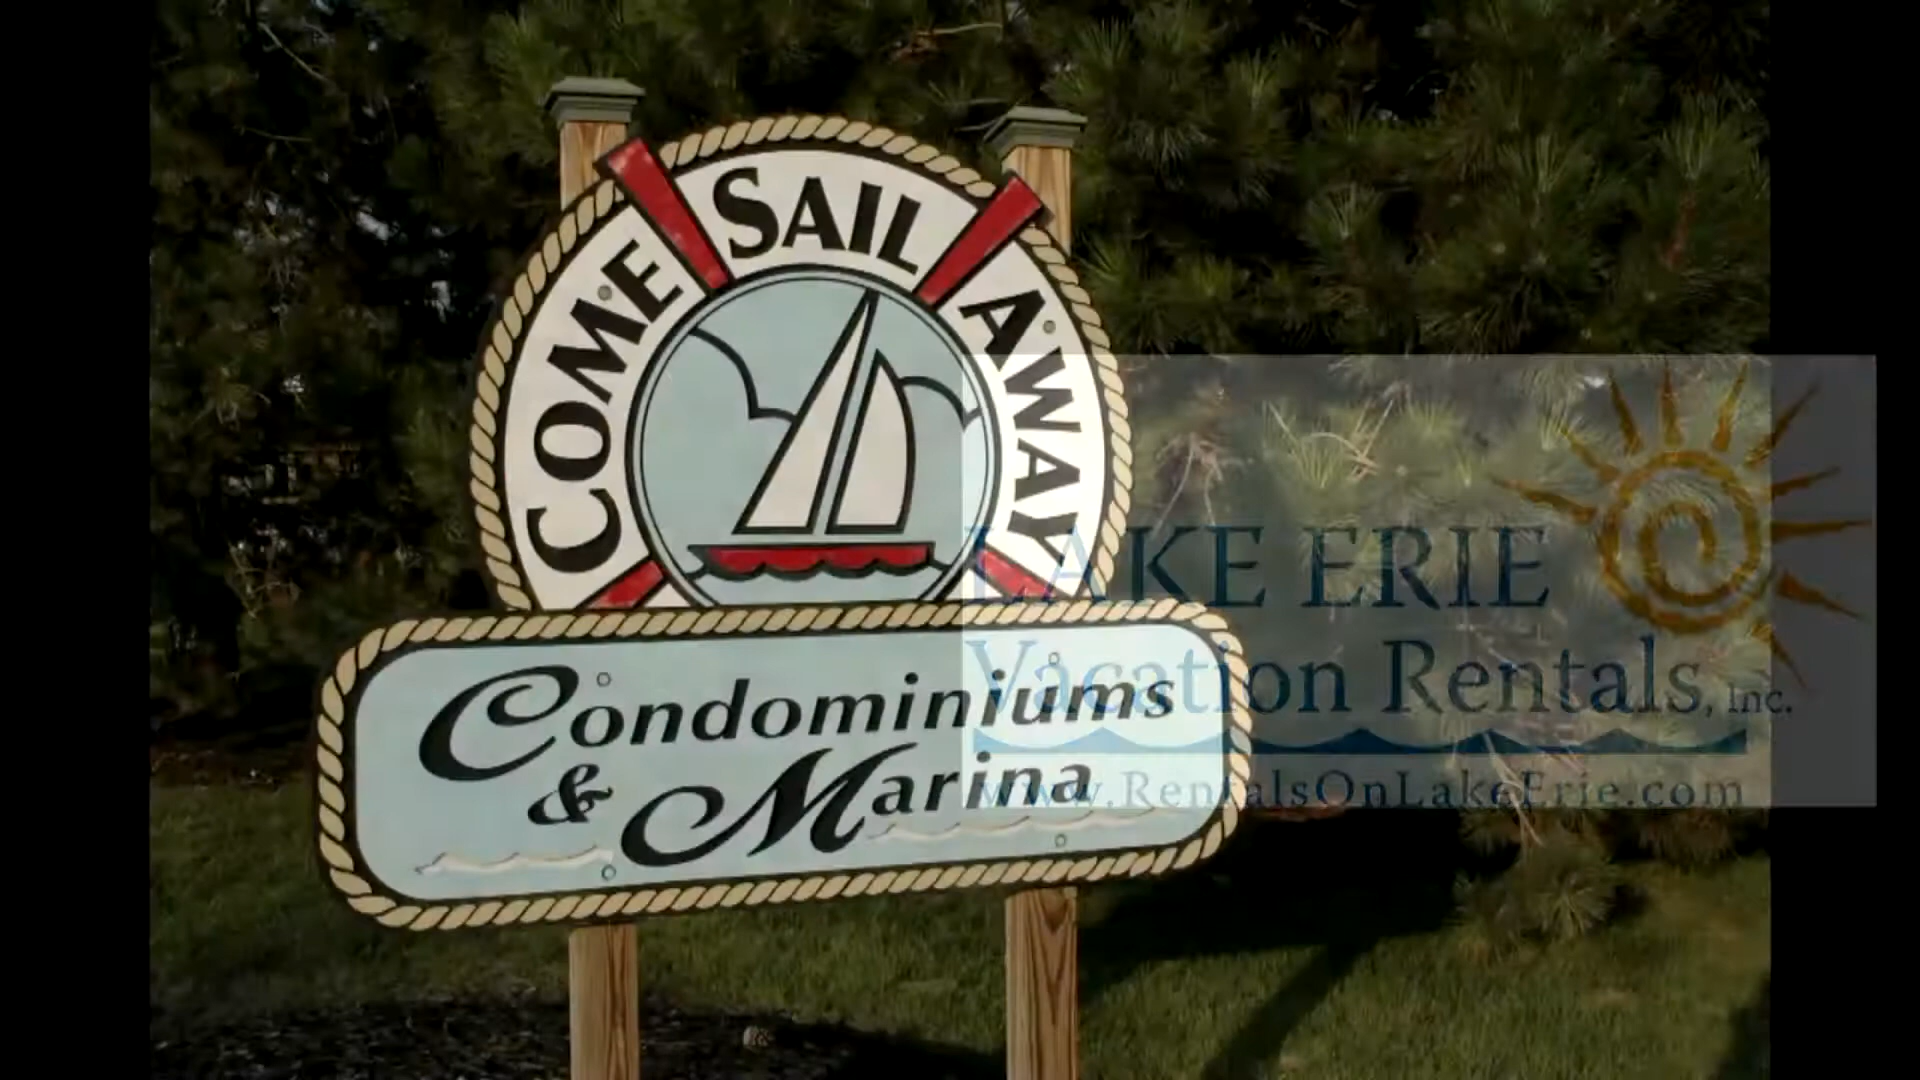 COME SAIL AWAY
Condominiums
& Marina
LAKE ERIE
Vacation Rentals, Inc.
www.RentalsOnLakeErie.com